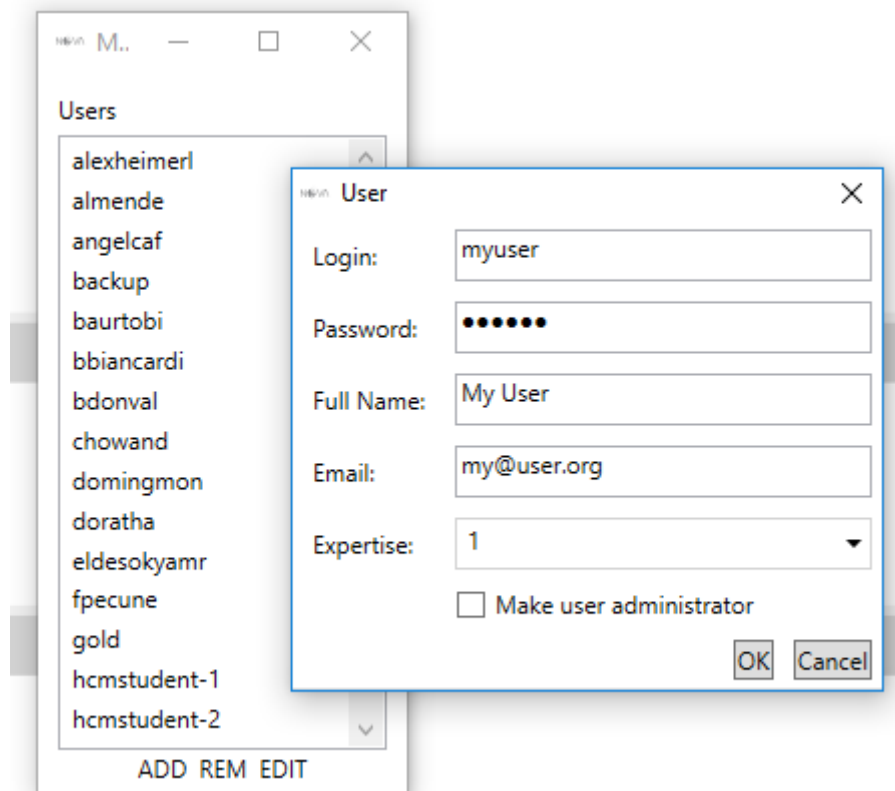 M..
Users
alexheimerl
almende
angelcaf
backup
baurtobi
bbiancardi
bdonval
chowand
domingmon
doratha
eldesokyamr
fpecune
gold
hcmstudent-1
hcmstudent-2
ADD REM EDIT
User
Login: myuser
Password: ●●●●●●
Full Name: My User
Email: my@user.org
Expertise: 1
Make user administrator
OK Cancel